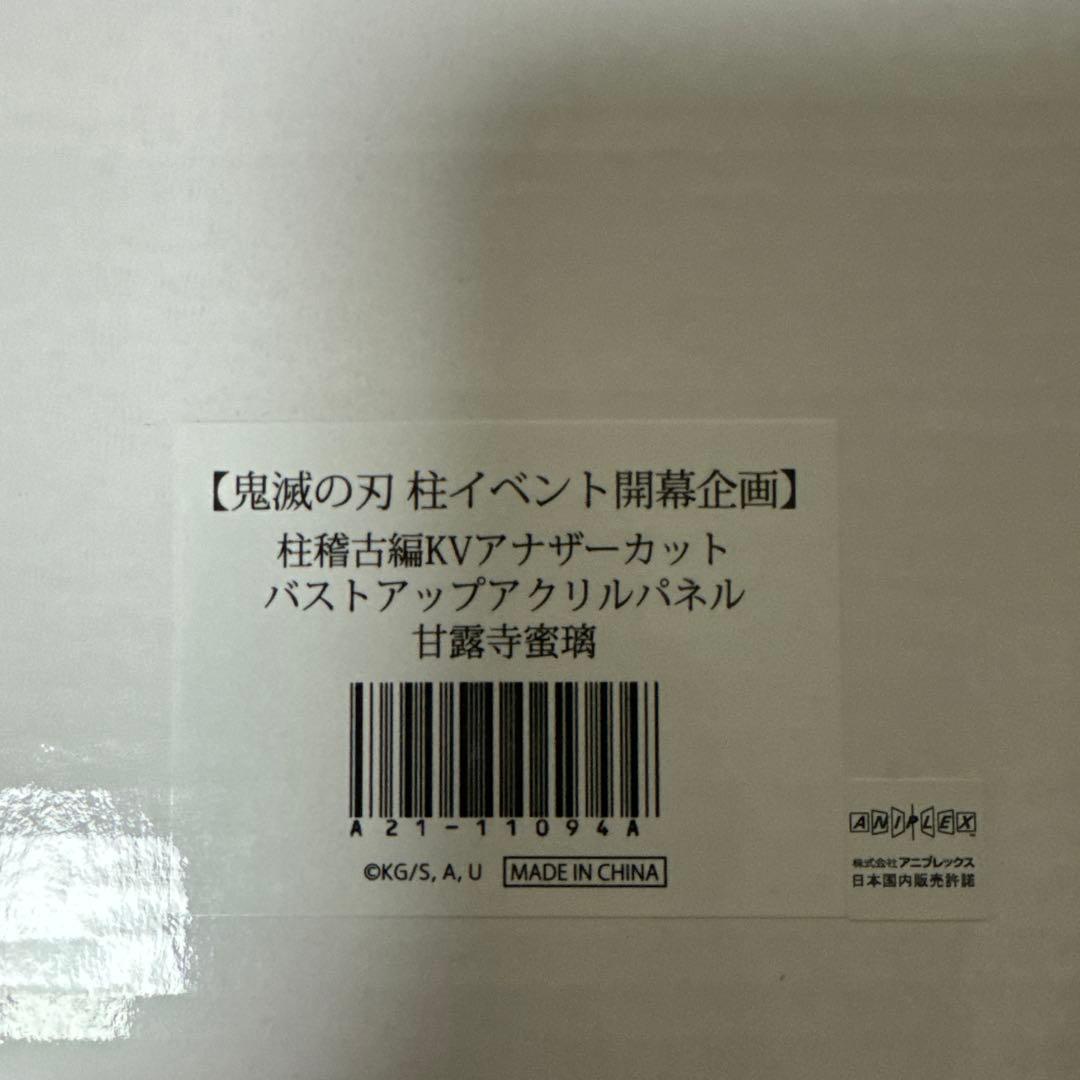 【鬼滅の刃 柱イベント開幕企画】
柱稽古編KVアナザーカット
バストアップアクリルパネル
甘露寺蜜璃
A21-11094A
©KG/S, A, U MADE IN CHINA
ANIPLEX
株式会社アニプレックス
日本国内販売許諾